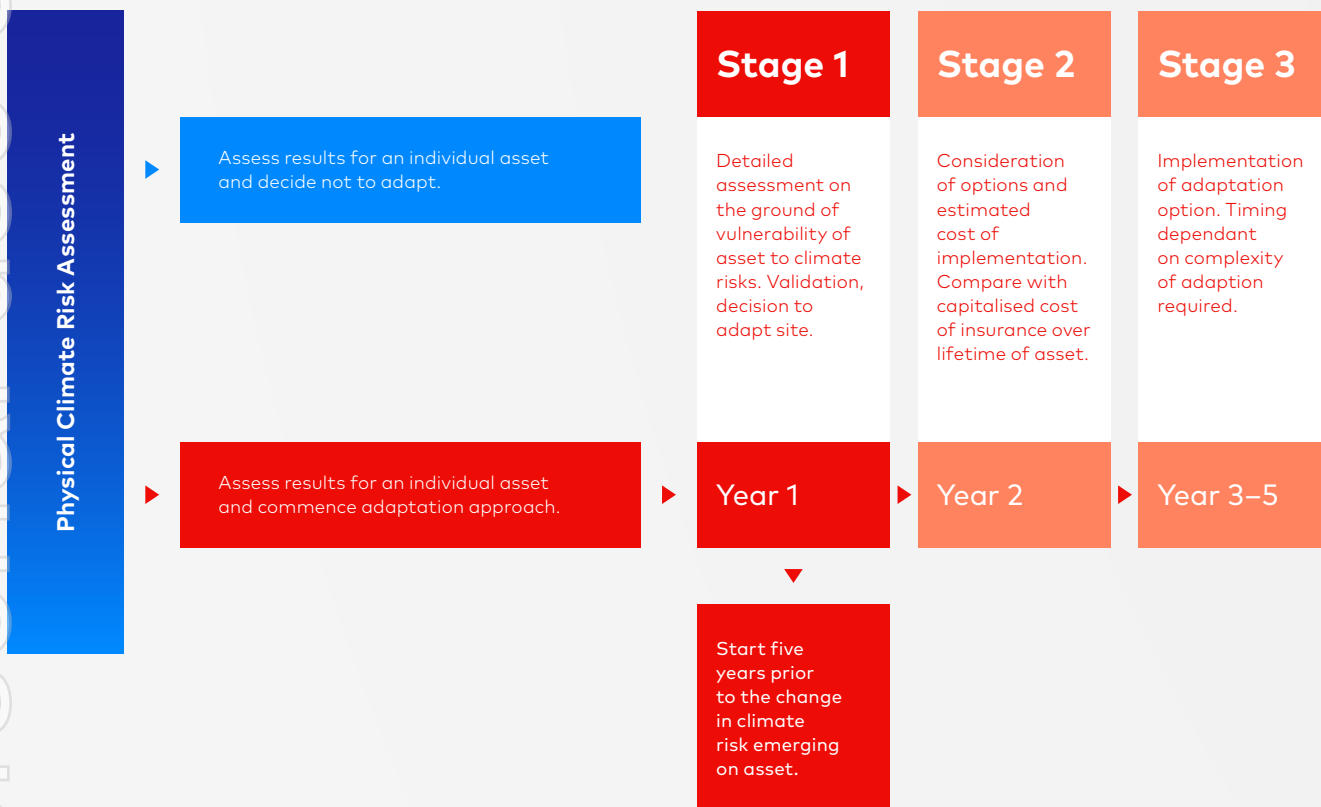 Physical Climate Risk Assessment
Assess results for an individual asset
and decide not to adapt.
Assess results for an individual asset
and commence adaptation approach.
Stage 1
Detailed
assessment on
the ground of
vulnerability of
asset to climate
risks. Validation,
decision to
adapt site.
Year 1
Start five
years prior
to the change
in climate
risk emerging
on asset.
Stage 2
Consideration
of options and
estimated
cost of
implementation.
Compare with
capitalised cost
of insurance over
lifetime of asset.
Year 2
Stage 3
Implementation
of adaptation
option. Timing
dependant
on complexity
of adaption
required.
Year 3–5